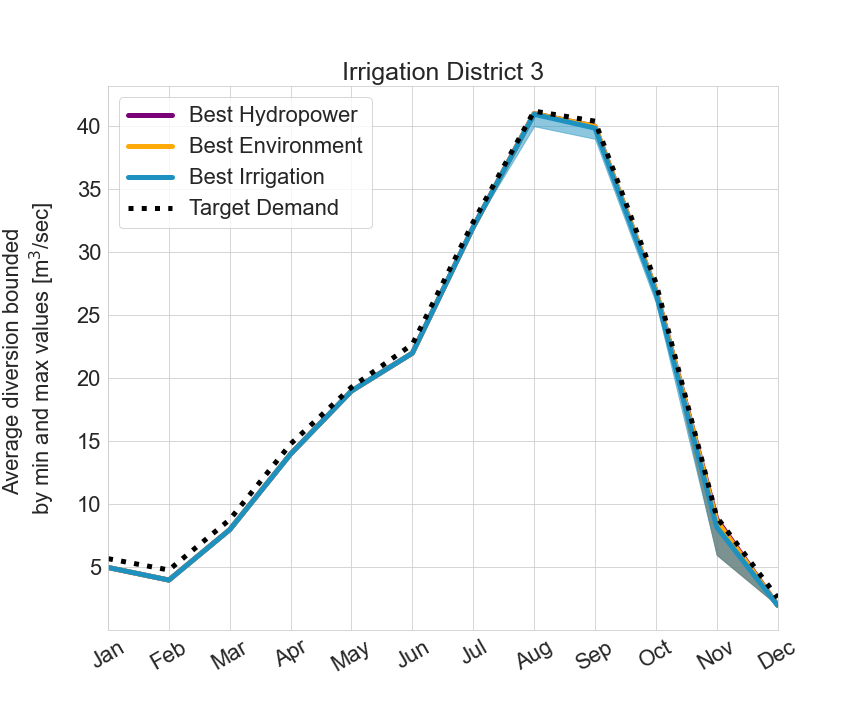 Irrigation District 3
Best Hydropower
Best Environment
Best Irrigation
Target Demand
Average diversion bounded
by min and max values [m³/sec]
40
35
30
25
20
15
10
5
Jan Feb Mar Apr May Jun Jul Aug Sep Oct Nov Dec